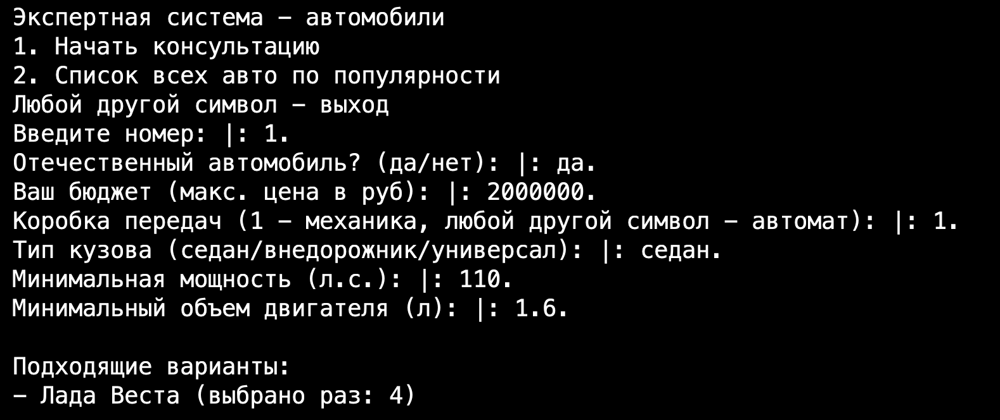 Экспертная система – автомобили
1. Начать консультацию
2. Список всех авто по популярности
Любой другой символ – выход
Введите номер: |: 1.
Отечественный автомобиль? (да/нет): |: да.
Ваш бюджет (макс. цена в руб): |: 2000000.
Коробка передач (1 – механика, любой другой символ – автомат): |: 1.
Тип кузова (седан/внедорожник/универсал): |: седан.
Минимальная мощность (л.с.): |: 110.
Минимальный объем двигателя (л): |: 1.6.
Подходящие варианты:
– Лада Веста (выбрано раз: 4)